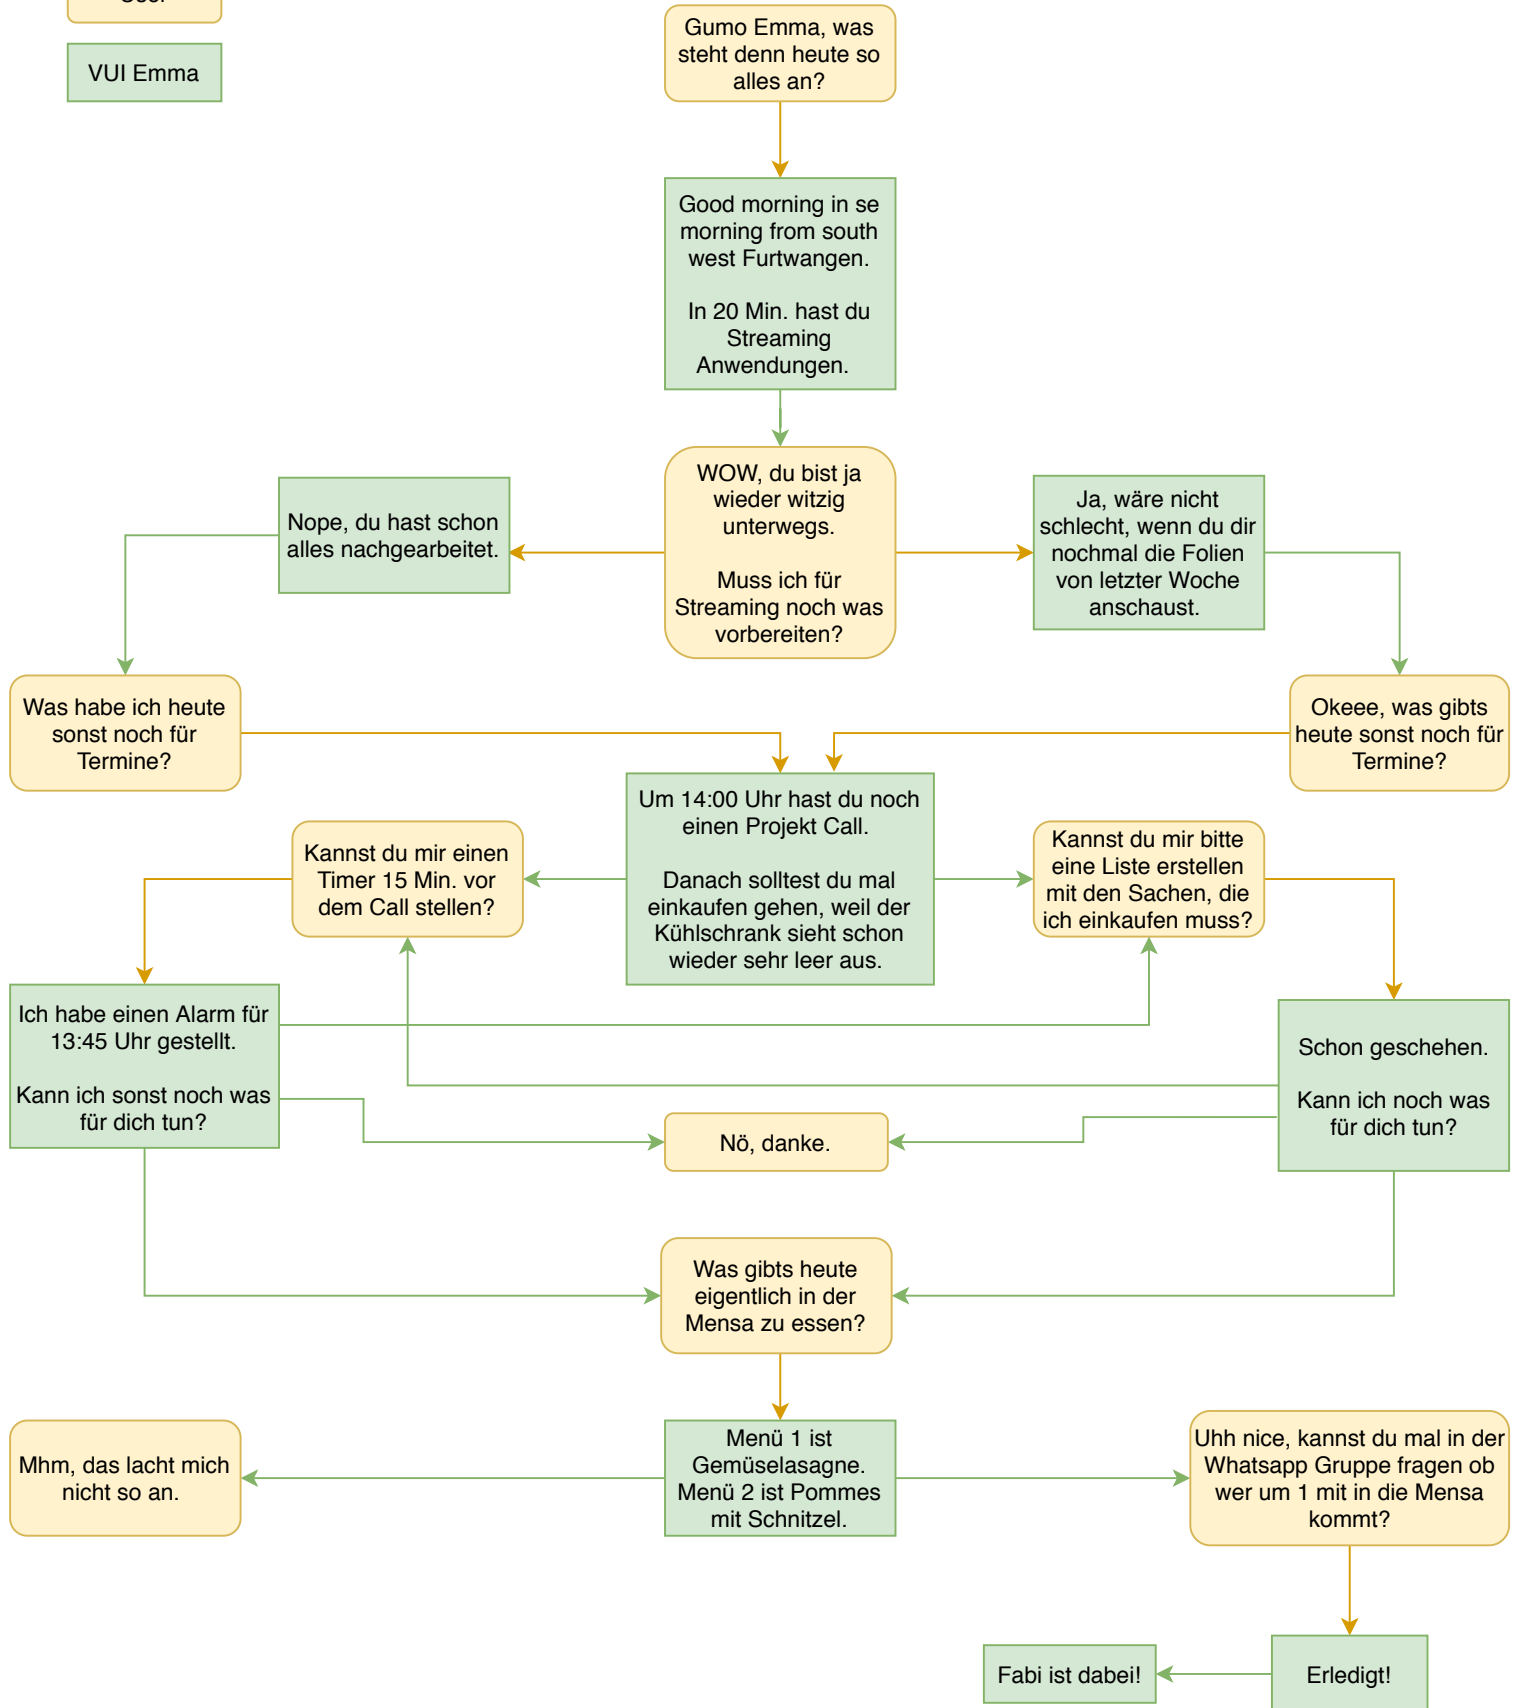 VUI Emma
Gumo Emma, was
steht denn heute so
alles an?
Good morning in se
morning from south
west Furtwangen.
In 20 Min. hast du
Streaming
Anwendungen.
WOW, du bist ja
wieder witzig
unterwegs.
Muss ich für
Streaming noch was
vorbereiten?
Nope, du hast schon
alles nachgearbeitet.
Ja, wäre nicht
schlecht, wenn du dir
nochmal die Folien
von letzter Woche
anschaust.
Was habe ich heute
sonst noch für
Termine?
Okeee, was gibts
heute sonst noch für
Termine?
Um 14:00 Uhr hast du noch
einen Projekt Call.
Danach solltest du mal
einkaufen gehen, weil der
Kühlschrank sieht schon
wieder sehr leer aus.
Kannst du mir einen
Timer 15 Min. vor
dem Call stellen?
Kannst du mir bitte
eine Liste erstellen
mit den Sachen, die
ich einkaufen muss?
Ich habe einen Alarm für
13:45 Uhr gestellt.
Kann ich sonst noch was
für dich tun?
Schon geschehen.
Kann ich noch was
für dich tun?
Nö, danke.
Was gibts heute
eigentlich in der
Mensa zu essen?
Menü 1 ist
Gemüselasagne.
Menü 2 ist Pommes
mit Schnitzel.
Mhm, das lacht mich
nicht so an.
Uhh nice, kannst du mal in der
Whatsapp Gruppe fragen ob
wer um 1 mit in die Mensa
kommt?
Erledigt!
Fabi ist dabei!